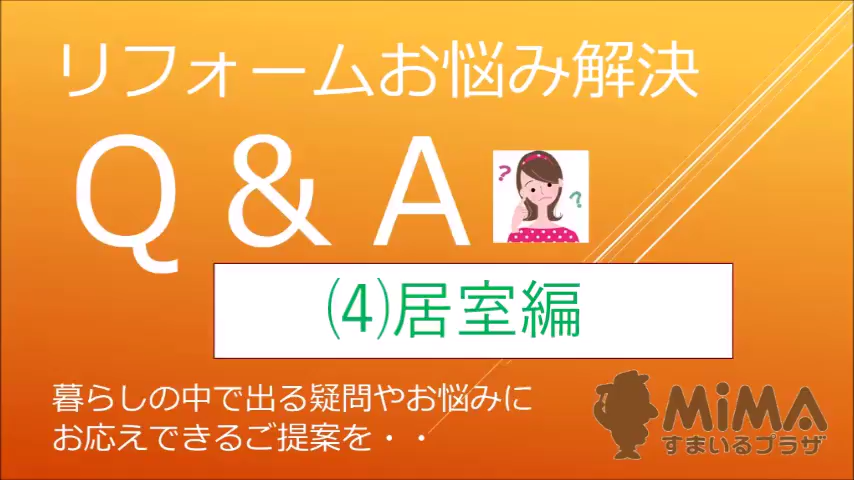 リフォームお悩み解決
Q & A
? ?
⑷居室編
暮らしの中で出る疑問やお悩みに
お応えできるご提案を・・
MiMA
すまいるプラザ